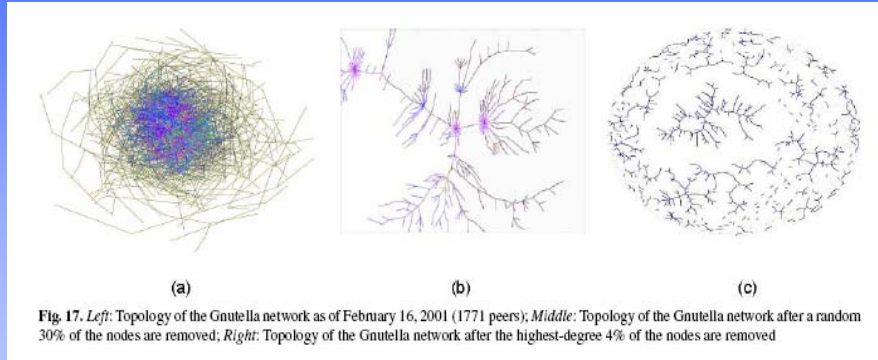 (a) (b) (c)
Fig. 17. Left: Topology of the Gnutella network as of February 16, 2001 (1771 peers); Middle: Topology of the Gnutella network after a random
30% of the nodes are removed; Right: Topology of the Gnutella network after the highest-degree 4% of the nodes are removed